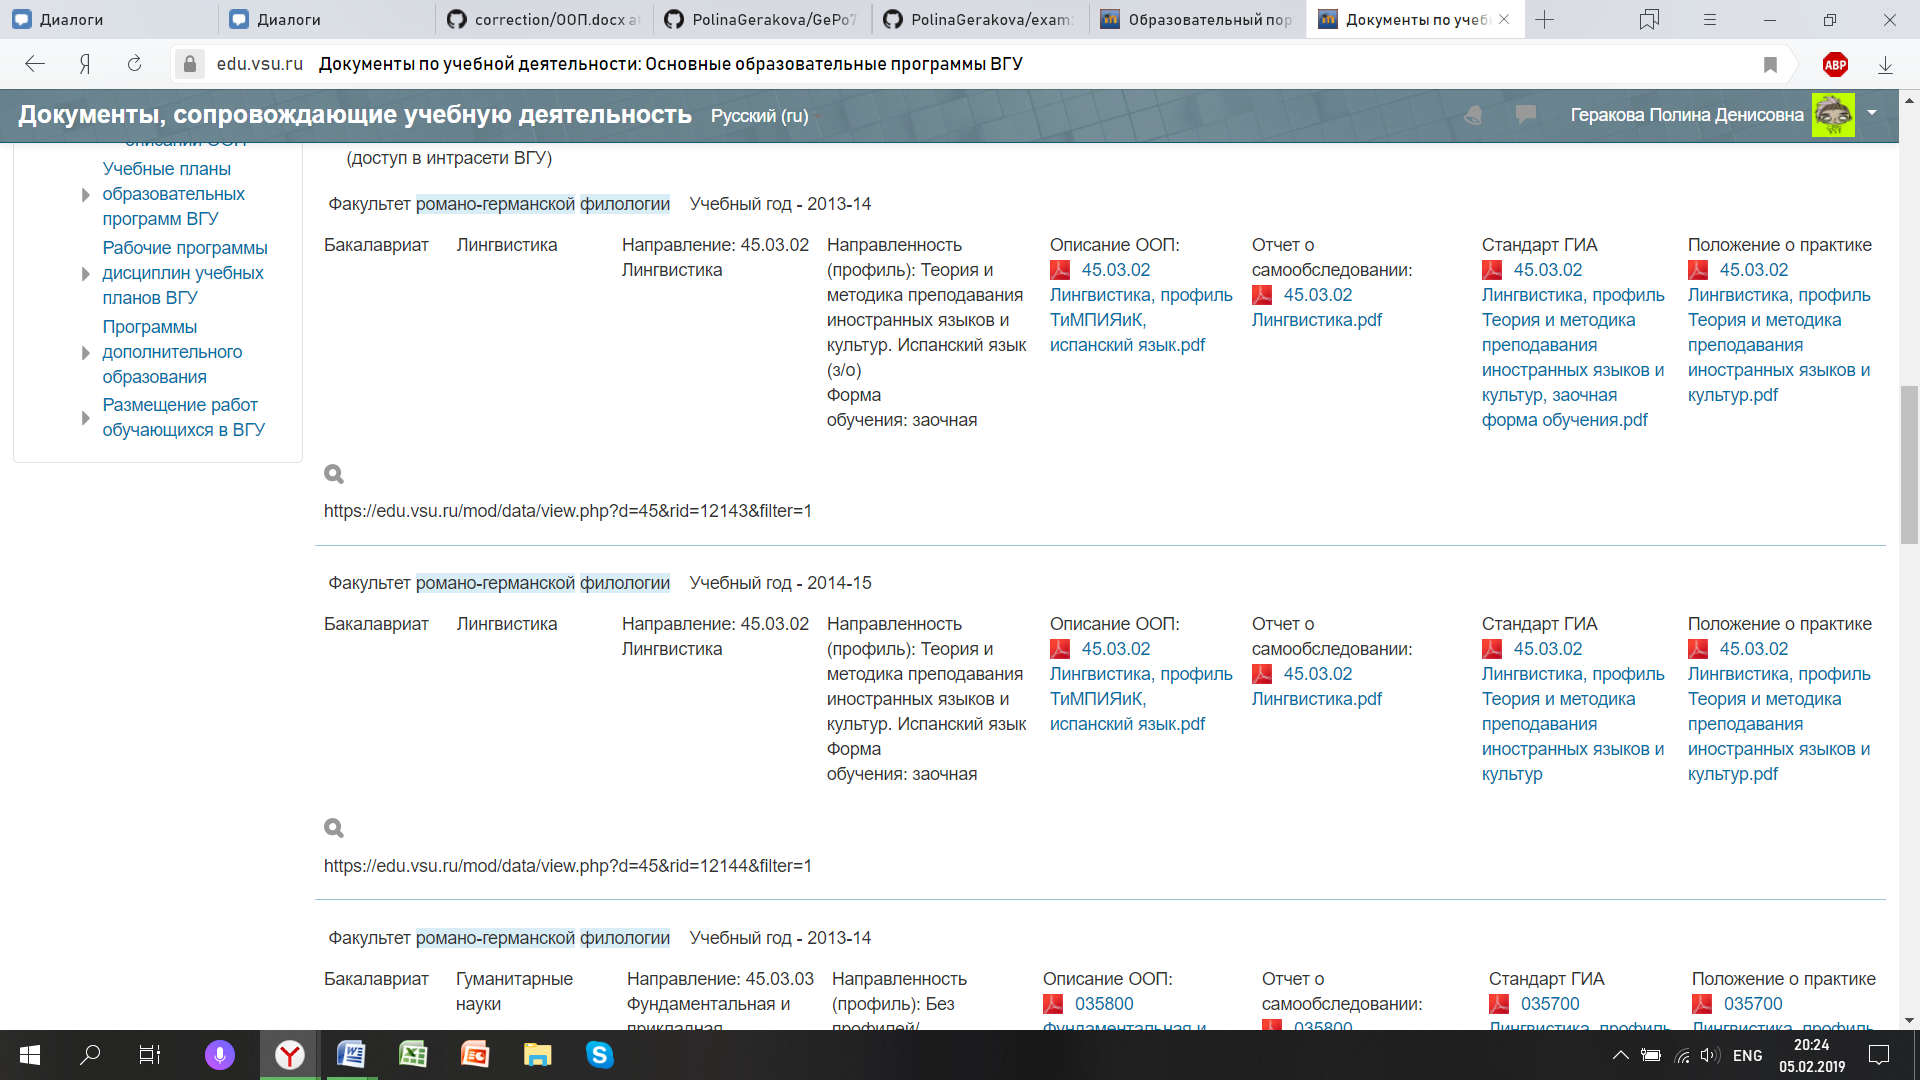 Диалоги
Диалоги
correction/ООП.docx at
PolinaGerakova/GePo7
PolinaGerakova/exam
Образовательный пор
Документы по учеб
Я
edu.vsu.ru Документы по учебной деятельности: Основные образовательные программы ВГУ
ABP
Документы, сопровождающие учебную деятельность Русский (ru)
Геракова Полина Денисовна
описаний ООП
Учебные планы
образовательных
программ ВГУ
Рабочие программы
дисциплин учебных
планов ВГУ
Программы
дополнительного
образования
Размещение работ
обучающихся в ВГУ
(доступ в интрасети ВГУ)
Факультет романо-германской филологии Учебный год - 2013-14
Бакалавриат
Лингвистика
Направление: 45.03.02
Лингвистика
Направленность
(профиль): Теория и
методика преподавания
иностранных языков и
культур. Испанский язык
(з/о)
Форма
обучения: заочная
Описание ООП:
45.03.02
Лингвистика, профиль
ТиМПИЯиК,
испанский язык.pdf
Отчет о
самообследовании:
45.03.02
Лингвистика.pdf
Стандарт ГИА
45.03.02
Лингвистика, профиль
Теория и методика
преподавания
иностранных языков и
культур, заочная
форма обучения.pdf
Положение о практике
45.03.02
Лингвистика, профиль
Теория и методика
преподавания
иностранных языков и
культур.pdf
https://edu.vsu.ru/mod/data/view.php?d=45&rid=12143&filter=1
Факультет романо-германской филологии Учебный год - 2014-15
Бакалавриат
Лингвистика
Направление: 45.03.02
Лингвистика
Направленность
(профиль): Теория и
методика преподавания
иностранных языков и
культур. Испанский язык
Форма
обучения: заочная
Описание ООП:
45.03.02
Лингвистика, профиль
ТиМПИЯиК,
испанский язык.pdf
Отчет о
самообследовании:
45.03.02
Лингвистика.pdf
Стандарт ГИА
45.03.02
Лингвистика, профиль
Теория и методика
преподавания
иностранных языков и
культур
Положение о практике
45.03.02
Лингвистика, профиль
Теория и методика
преподавания
иностранных языков и
культур.pdf
https://edu.vsu.ru/mod/data/view.php?d=45&rid=12144&filter=1
Факультет романо-германской филологии Учебный год - 2013-14
Бакалавриат
Гуманитарные
науки
Направление: 45.03.03
Фундаментальная и
прикладная
Направленность
(профиль): Без
профилей/
Описание ООП:
035800
Фундаментальная и
Отчет о
самообследовании:
035800
Стандарт ГИА
035700
Лингвистика, профиль
Положение о практике
035700
Лингвистика, профиль
ENG
20:24
05.02.2019